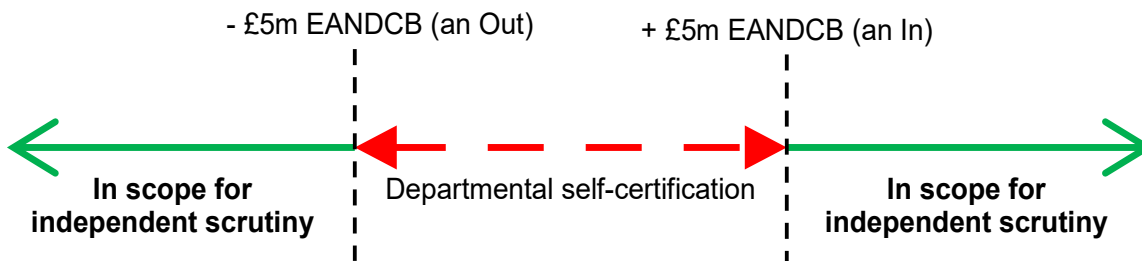 - £5m EANDCB (an Out)
+ £5m EANDCB (an In)
In scope for
independent scrutiny
Departmental self-certification
In scope for
independent scrutiny